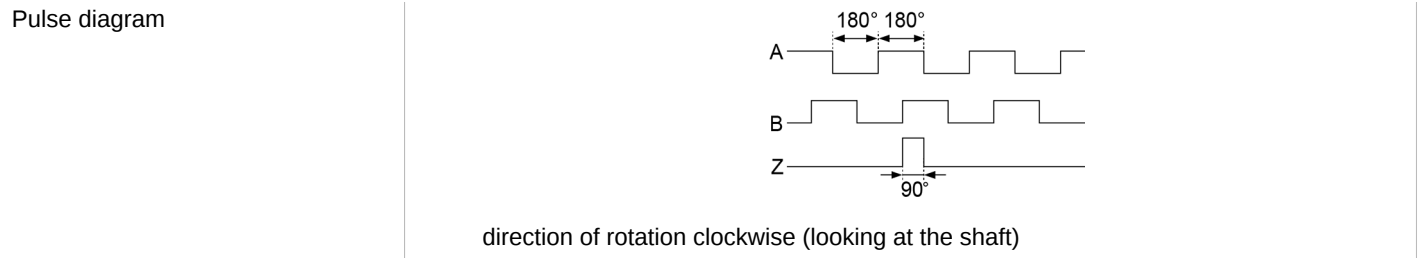 Pulse diagram
180° 180°
A
B
Z
90°
direction of rotation clockwise (looking at the shaft)